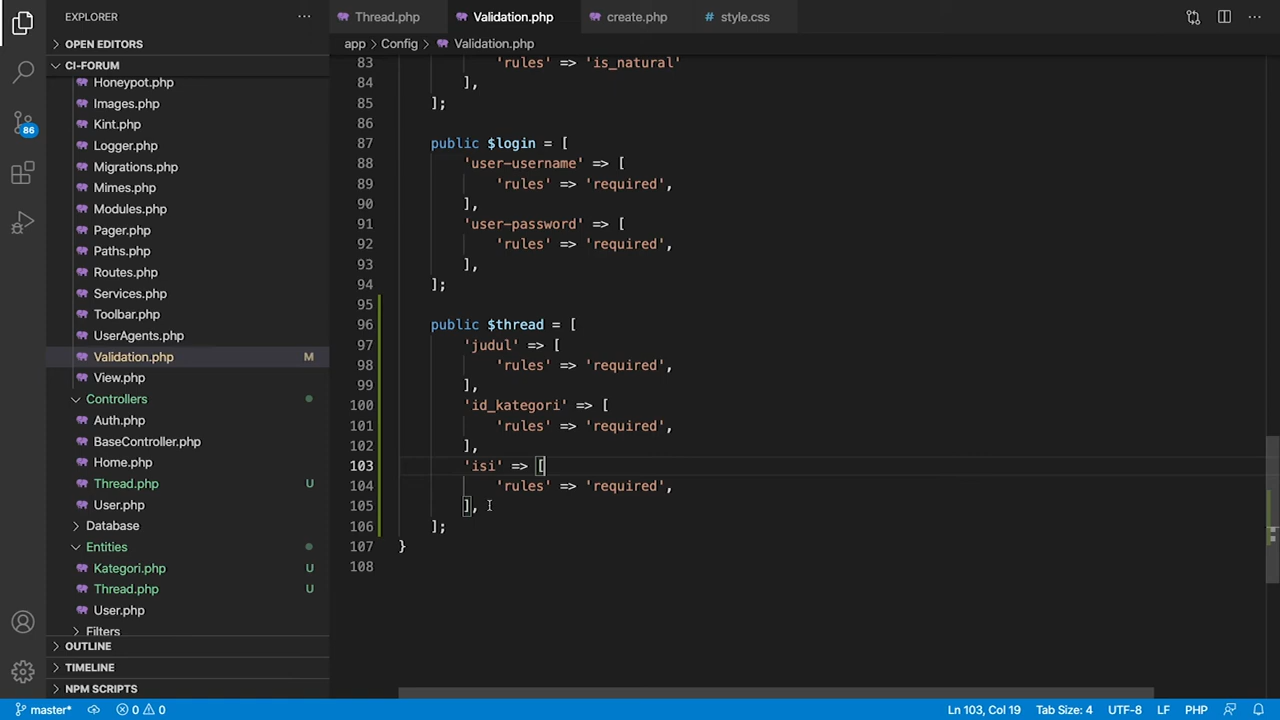 EXPLORER
Thread.php
Validation.php
create.php
style.css
OPEN EDITORS
app > Config > Validation.php
CI-FORUM
Honeypot.php
Images.php
Kint.php
Logger.php
Migrations.php
Mimes.php
Modules.php
Pager.php
Paths.php
Routes.php
Services.php
Toolbar.php
UserAgents.php
Validation.php M
View.php
Controllers
Auth.php
BaseController.php
Home.php
Thread.php U
User.php
Database
Entities
Kategori.php U
Thread.php U
User.php
Filters
OUTLINE
TIMELINE
NPM SCRIPTS
86
83 'rules' => 'is_natural'
84 ],
85 ];
86
87 public $login = [
88 'user-username' => [
89 'rules' => 'required',
90 ],
91 'user-password' => [
92 'rules' => 'required',
93 ],
94 ];
95
96 public $thread = [
97 'judul' => [
98 'rules' => 'required',
99 ],
100 'id_kategori' => [
101 'rules' => 'required',
102 ],
103 'isi' => [
104 'rules' => 'required',
105 ],
106 ];
107 }
108
master* 0 0 Ln 103, Col 19 Tab Size: 4 UTF-8 LF PHP